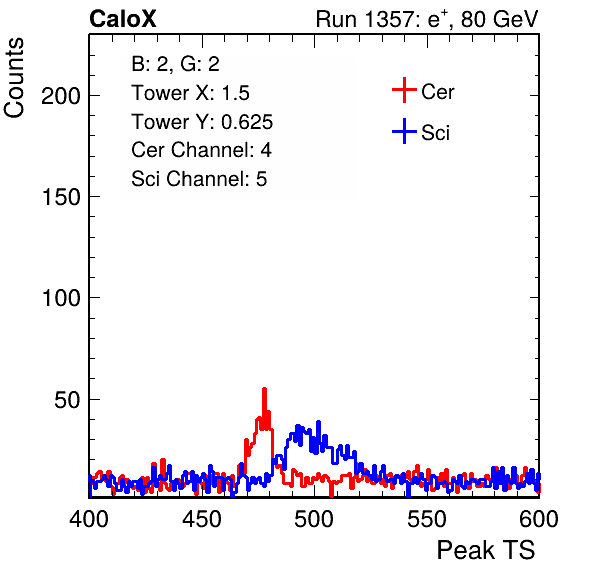 CaloX Run 1357: e⁺, 80 GeV
Counts
B: 2, G: 2
Tower X: 1.5
Tower Y: 0.625
Cer Channel: 4
Sci Channel: 5
Cer
Sci
200
150
100
50
400 450 500 550 600
Peak TS